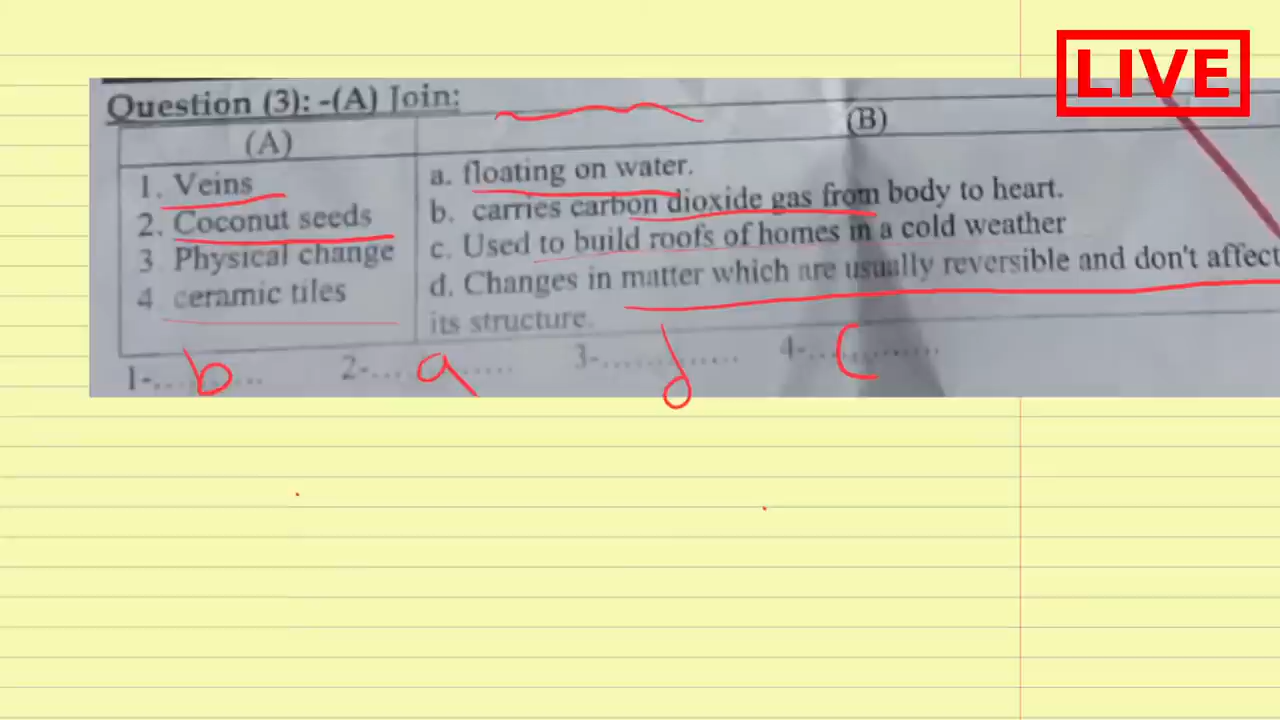 LIVE
Question (3): -(A) Join:
(A) (B)
1. Veins
2. Coconut seeds
3 Physical change
4 ceramic tiles
a. floating on water.
b. carries carbon dioxide gas from body to heart.
c. Used to build roofs of homes in a cold weather
d. Changes in matter which are usually reversible and don't affect
its structure.
1-.... b .... 2-.... a .... 3-.... d .... 4-.... c ....